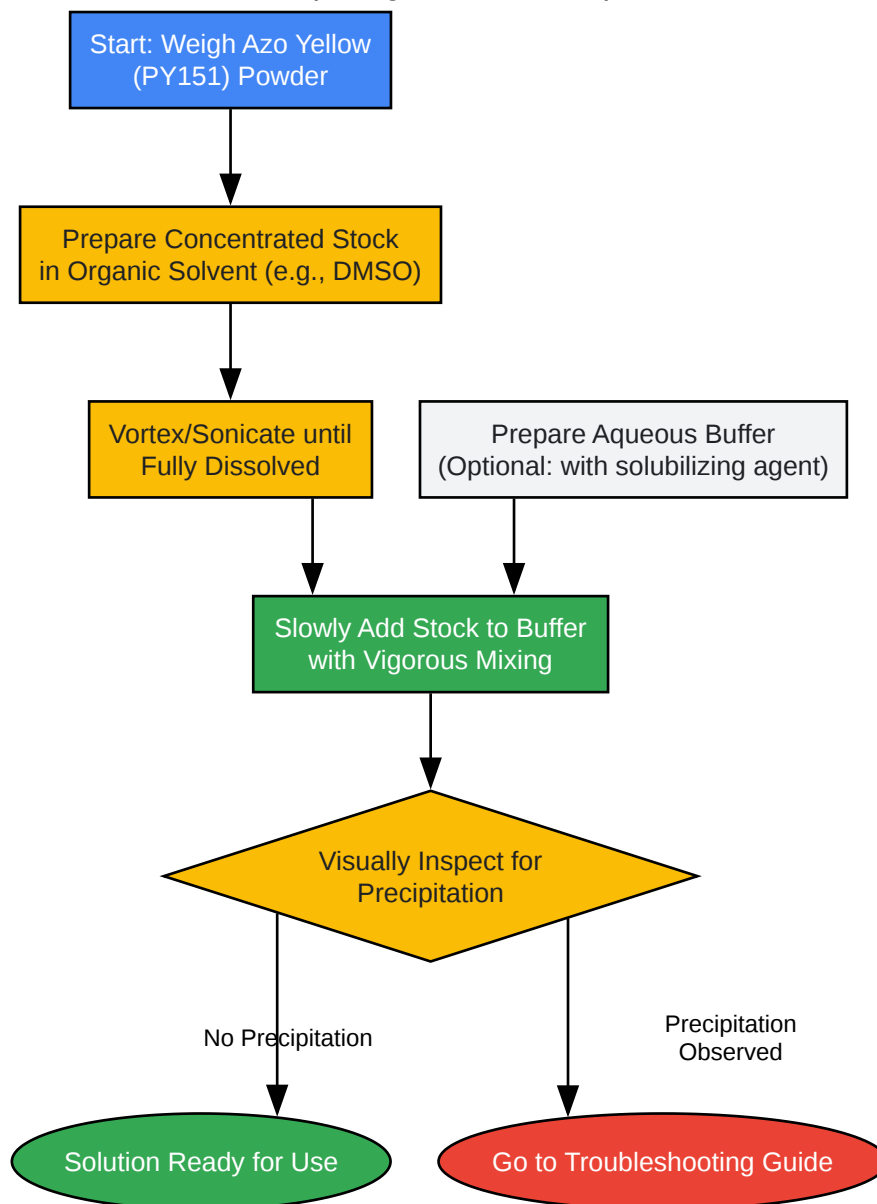 Start: Weigh Azo Yellow
(PY151) Powder
Prepare Concentrated Stock
in Organic Solvent (e.g., DMSO)
Vortex/Sonicate until
Fully Dissolved
Prepare Aqueous Buffer
(Optional: with solubilizing agent)
Slowly Add Stock to Buffer
with Vigorous Mixing
Visually Inspect for
Precipitation
No Precipitation
Precipitation
Observed
Solution Ready for Use
Go to Troubleshooting Guide